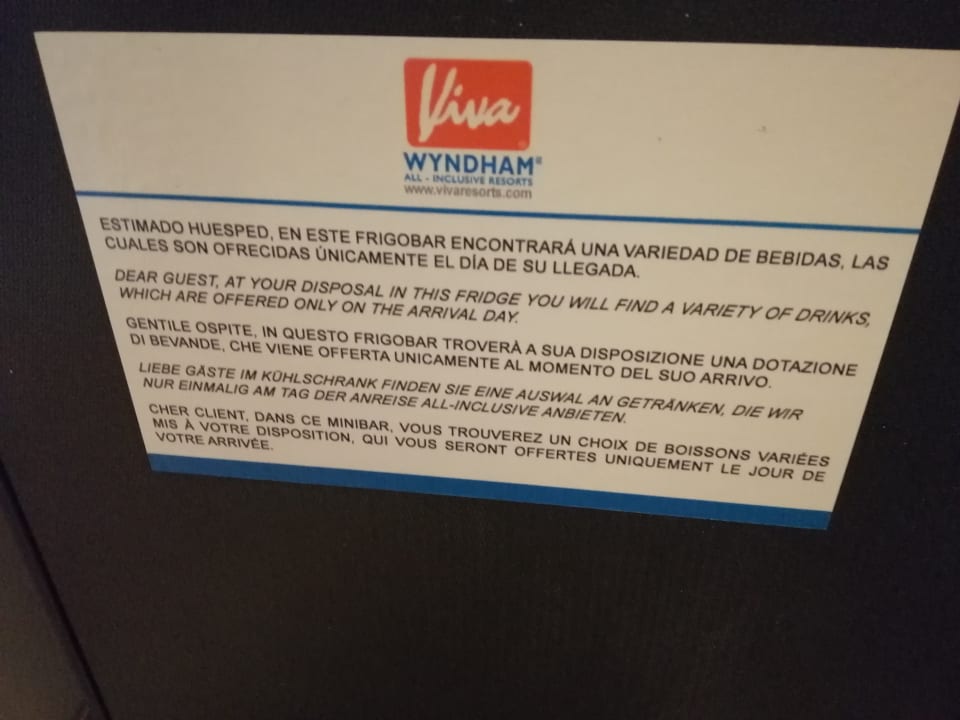 Viva
WYNDHAM®
ALL - INCLUSIVE RESORTS
www.vivaresorts.com
ESTIMADO HUESPED, EN ESTE FRIGOBAR ENCONTRARÁ UNA VARIEDAD DE BEBIDAS, LAS
CUALES SON OFRECIDAS ÚNICAMENTE EL DÍA DE SU LLEGADA.
DEAR GUEST, AT YOUR DISPOSAL IN THIS FRIDGE YOU WILL FIND A VARIETY OF DRINKS,
WHICH ARE OFFERED ONLY ON THE ARRIVAL DAY.
GENTILE OSPITE, IN QUESTO FRIGOBAR TROVERÀ A SUA DISPOSIZIONE UNA DOTAZIONE
DI BEVANDE, CHE VIENE OFFERTA UNICAMENTE AL MOMENTO DEL SUO ARRIVO.
LIEBE GÄSTE IM KÜHLSCHRANK FINDEN SIE EINE AUSWAL AN GETRÄNKEN, DIE WIR
NUR EINMALIG AM TAG DER ANREISE ALL-INCLUSIVE ANBIETEN.
CHER CLIENT, DANS CE MINIBAR, VOUS TROUVEREZ UN CHOIX DE BOISSONS VARIÉES
MIS À VOTRE DISPOSITION, QUI VOUS SERONT OFFERTES UNIQUEMENT LE JOUR DE
VOTRE ARRIVÉE.